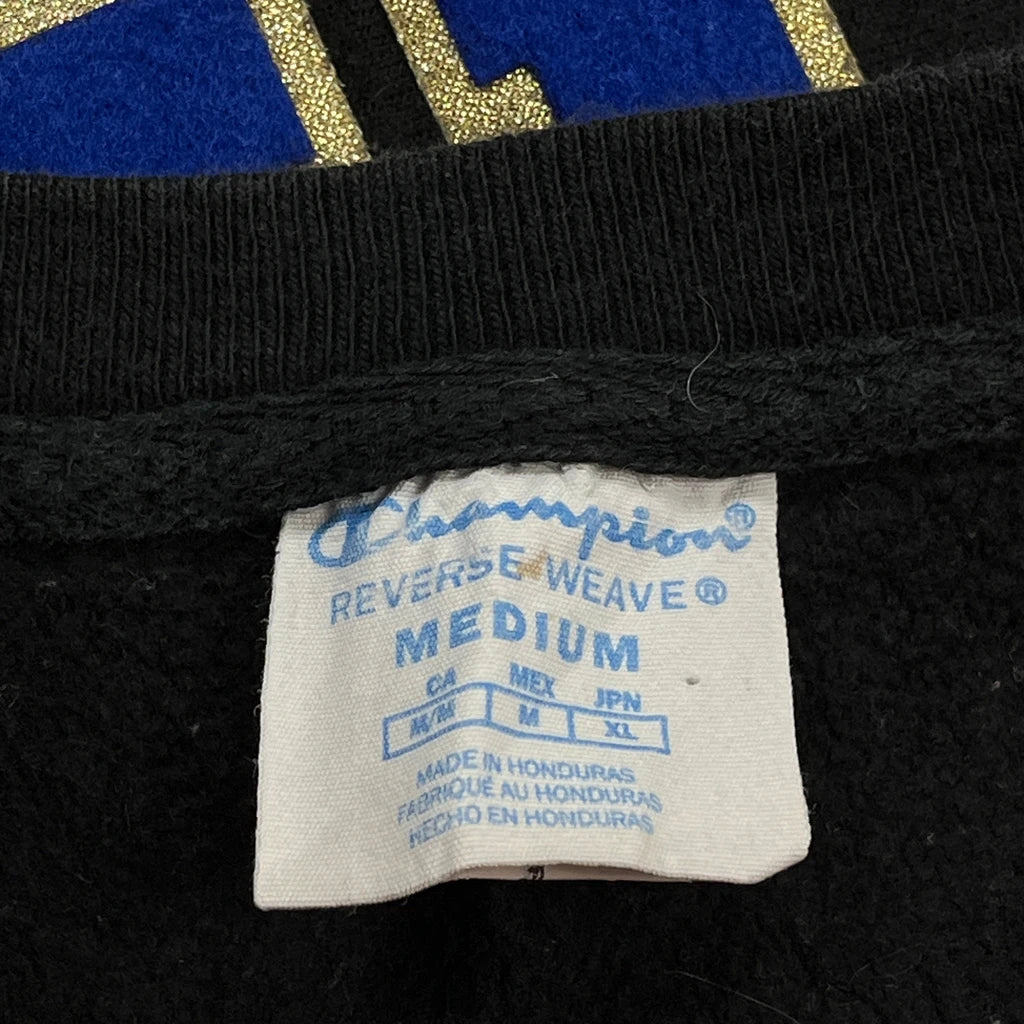 Champion®
REVERSE WEAVE®
MEDIUM
CA MEX JPN
M/M M XL
MADE IN HONDURAS
FABRIQUÉ AU HONDURAS
HECHO EN HONDURAS